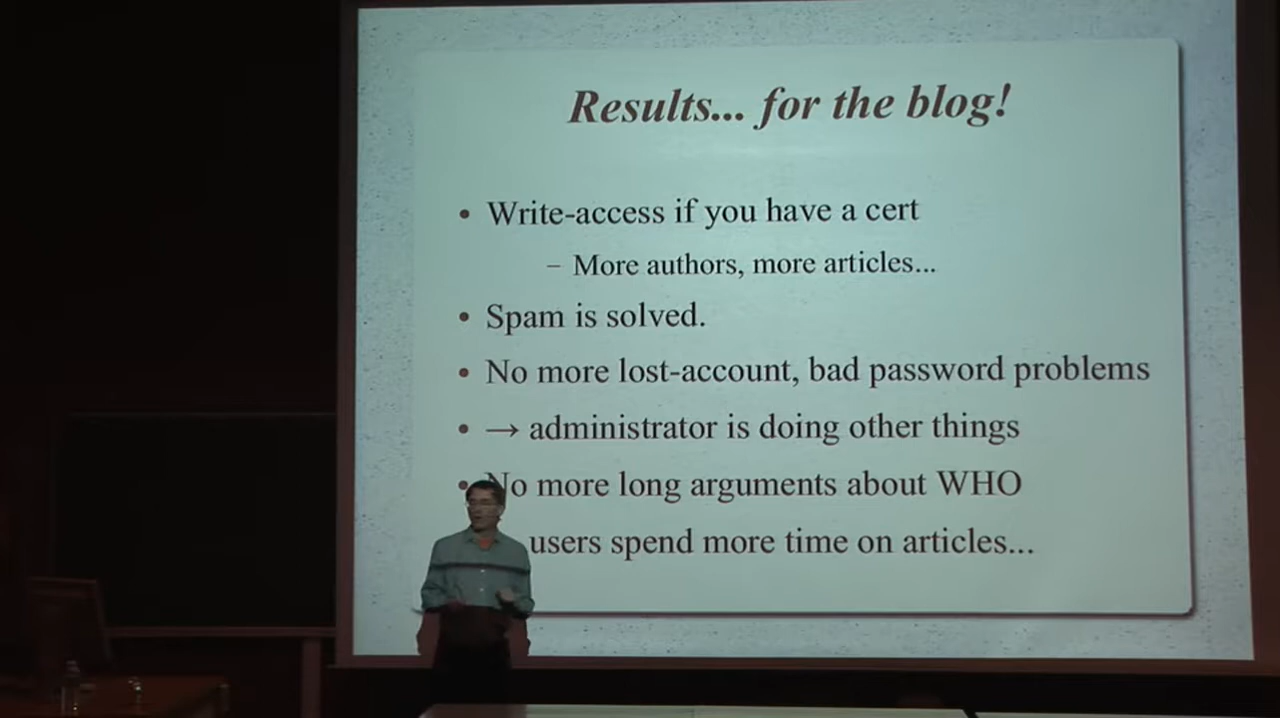 Results... for the blog!
• Write-access if you have a cert
– More authors, more articles...
• Spam is solved.
• No more lost-account, bad password problems
• → administrator is doing other things
• No more long arguments about WHO
users spend more time on articles...